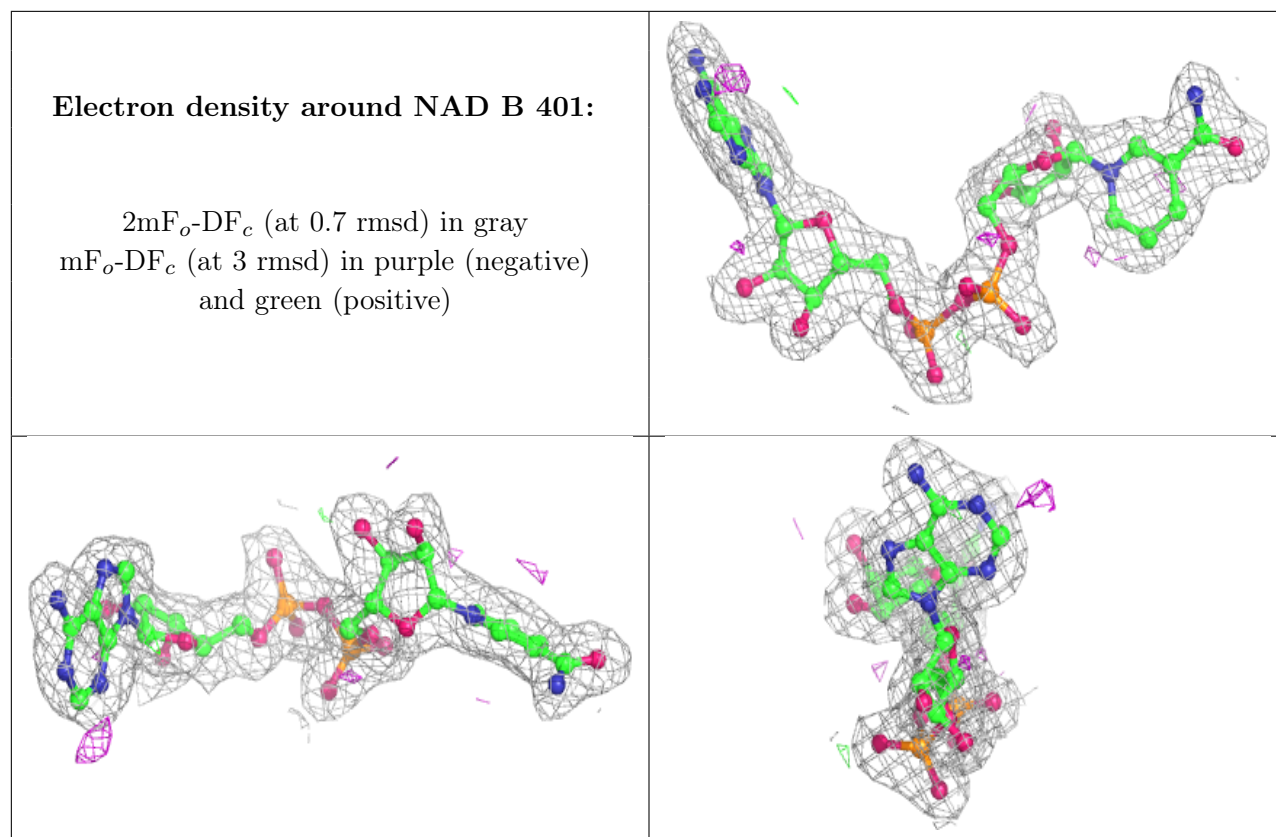 Electron density around NAD B 401:
2mFₒ-DF𝒸 (at 0.7 rmsd) in gray
mFₒ-DF𝒸 (at 3 rmsd) in purple (negative)
and green (positive)